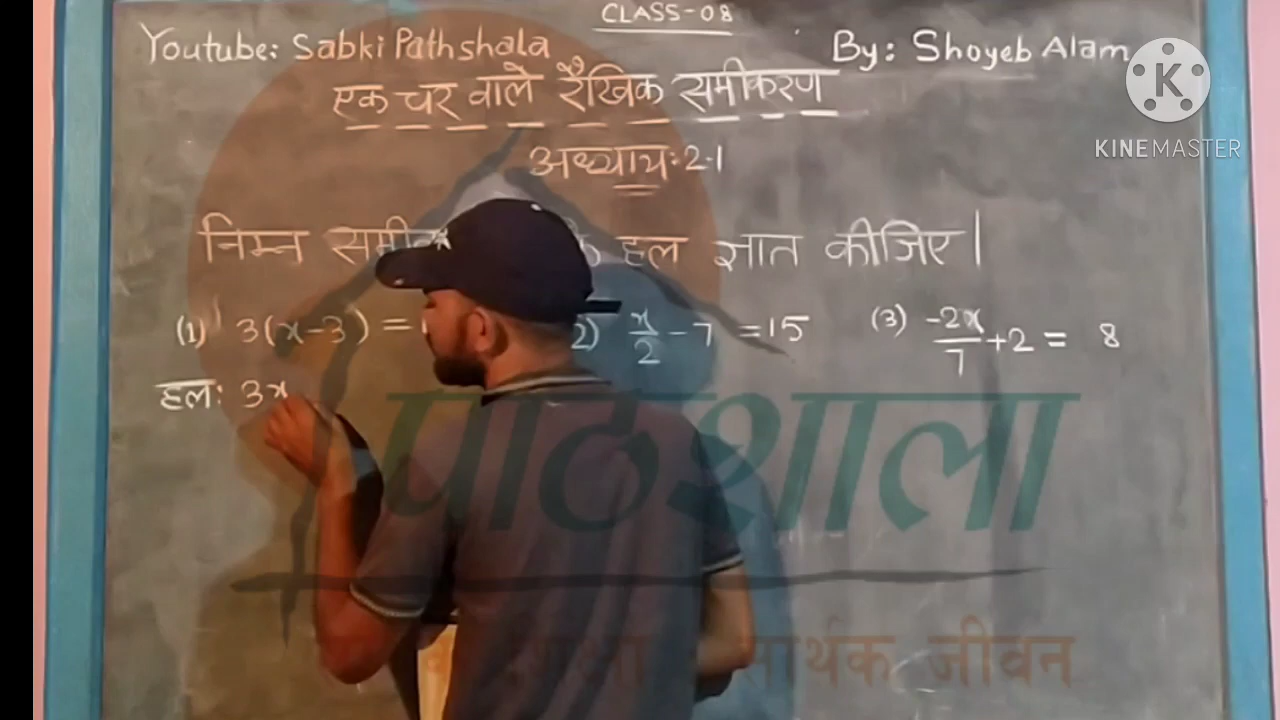 CLASS-08
Youtube: Sabki Pathshala
By: Shoyeb Alam
KINEMASTER
एक चर वाले रैखिक समीकरण
अध्याय: 2.1
निम्न हल ज्ञात कीजिए।
(1) 3(x-3) =
2) x/2 - 7 = 15
(3) -2x/7 + 2 = 8
हल: 3x
पाठशाला
सार्थक जीवन